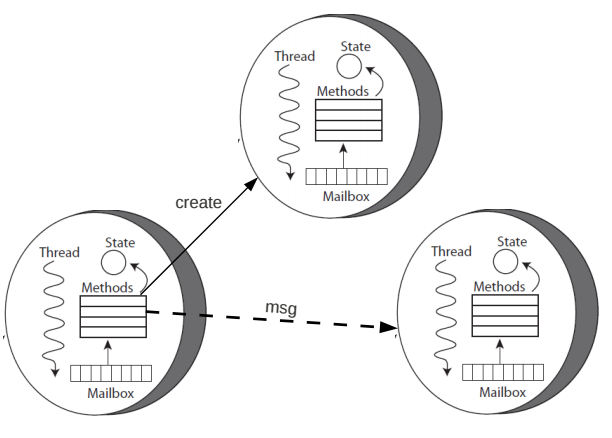 State
Thread
Methods
Mailbox
create
State
Thread
Methods
Mailbox
msg
State
Thread
Methods
Mailbox